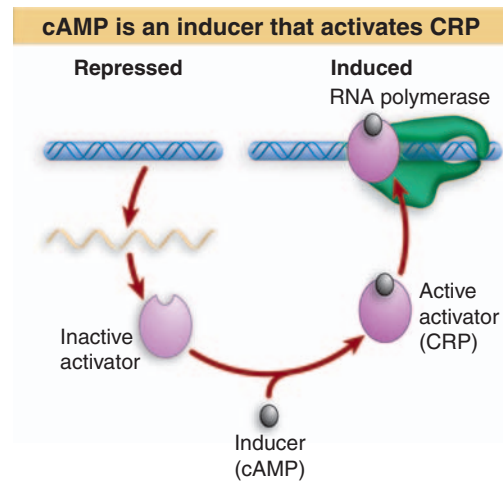 cAMP is an inducer that activates CRP
Repressed
Induced
RNA polymerase
Inactive
activator
Active
activator
(CRP)
Inducer
(cAMP)